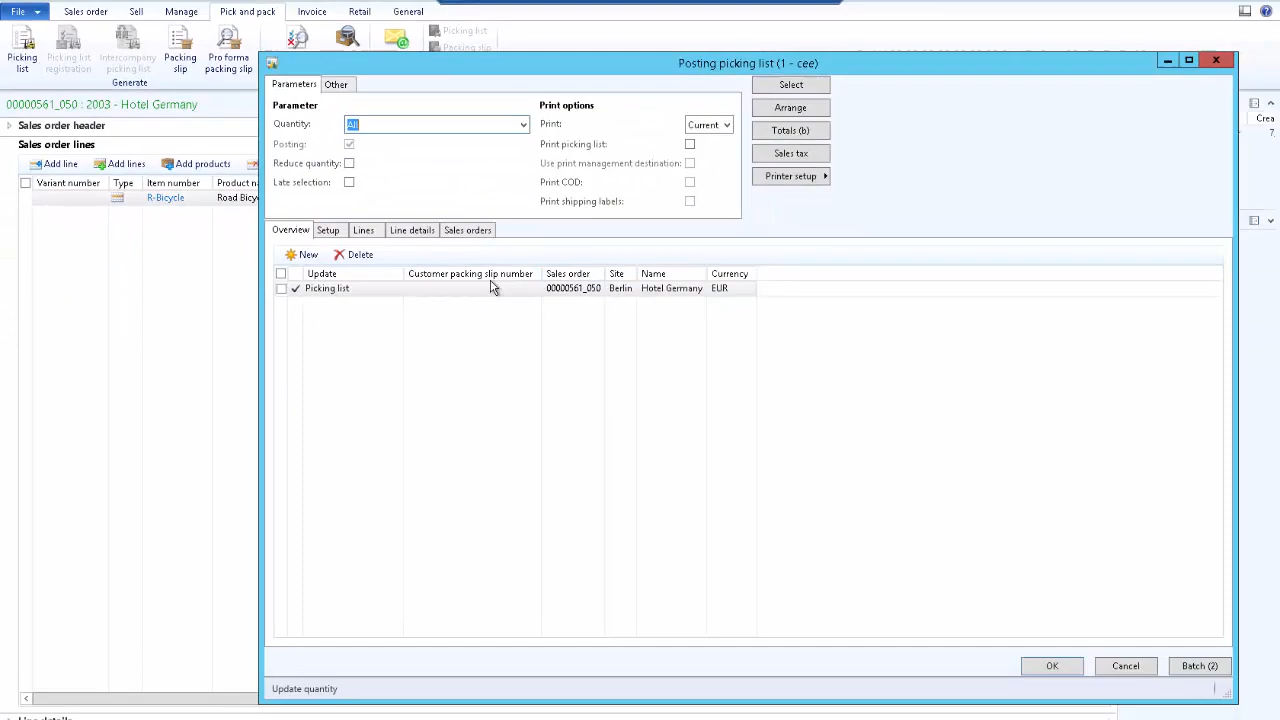 File
Sales order
Sell
Manage
Pick and pack
Invoice
Retail
General
Picking list
Picking list registration
Intercompany picking list
Packing slip
Pro forma packing slip
Picking list
Packing slip
Generate
00000561_050 : 2003 - Hotel Germany
Sales order header
Sales order lines
Add line
Add lines
Add products
Variant number
Type
Item number
Product
R-Bicycle
Road Bicy
Crea
7
Posting picking list (1 - cee)
Parameters
Other
Parameter
Quantity:
All
Posting:
Reduce quantity:
Late selection:
Print options
Print:
Current
Print picking list:
Use print management destination:
Print COD:
Print shipping labels:
Select
Arrange
Totals (b)
Sales tax
Printer setup
Overview
Setup
Lines
Line details
Sales orders
New
Delete
Update
Customer packing slip number
Sales order
Site
Name
Currency
Picking list
00000561_050
Berlin
Hotel Germany
EUR
OK
Cancel
Batch (2)
Update quantity